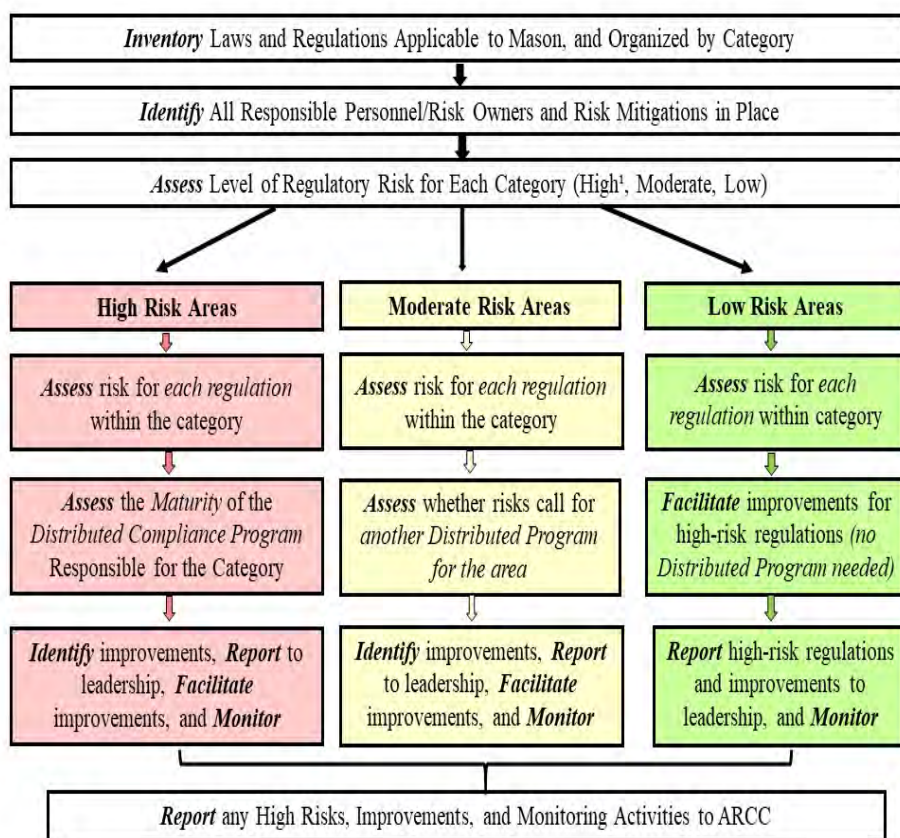 Inventory Laws and Regulations Applicable to Mason, and Organized by Category
Identify All Responsible Personnel/Risk Owners and Risk Mitigations in Place
Assess Level of Regulatory Risk for Each Category (High¹, Moderate, Low)
High Risk Areas
Assess risk for each regulation
within the category
Assess the Maturity of the
Distributed Compliance Program
Responsible for the Category
Identify improvements, Report to
leadership, Facilitate
improvements, and Monitor
Moderate Risk Areas
Assess risk for each regulation
within the category
Assess whether risks call for
another Distributed Program
for the area
Identify improvements, Report
to leadership, Facilitate
improvements, and Monitor
Low Risk Areas
Assess risk for each
regulation within category
Facilitate improvements for
high-risk regulations (no
Distributed Program needed)
Report high-risk regulations
and improvements to
leadership, and Monitor
Report any High Risks, Improvements, and Monitoring Activities to ARCC